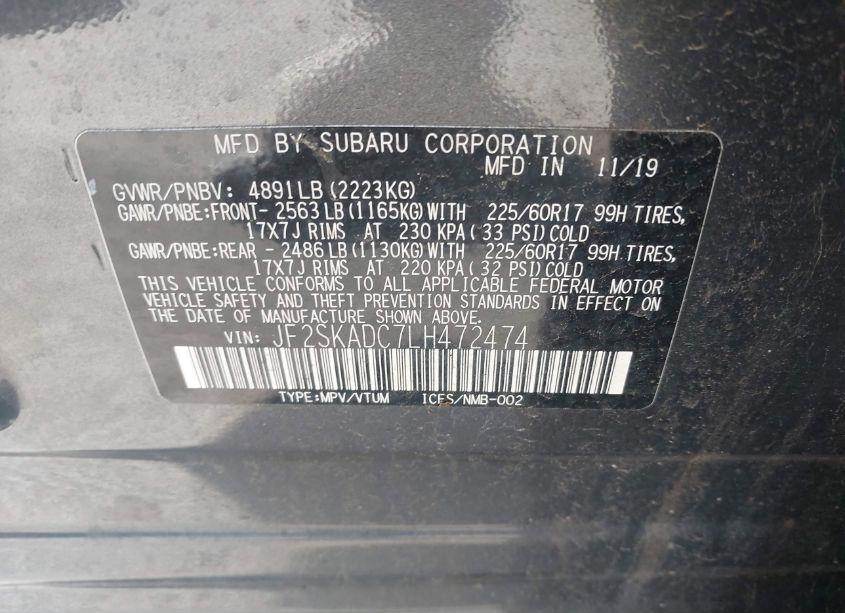 MFD BY SUBARU CORPORATION
MFD IN 11/19
GVWR/PNBV: 4891LB (2223KG)
GAWR/PNBE:FRONT- 2563LB (1165KG) WITH 225/60R17 99H TIRES,
17X7J RIMS AT 230 KPA (33 PSI) COLD
GAWR/PNBE:REAR - 2486LB (1130KG) WITH 225/60R17 99H TIRES,
17X7J RIMS AT 220 KPA (32 PSI) COLD
THIS VEHICLE CONFORMS TO ALL APPLICABLE FEDERAL MOTOR
VEHICLE SAFETY AND THEFT PREVENTION STANDARDS IN EFFECT ON
THE DATE OF MANUFACTURE SHOWN ABOVE.
VIN: JF2SKADC7LH472474
TYPE:MPV/VTUM ICES/NMB-002